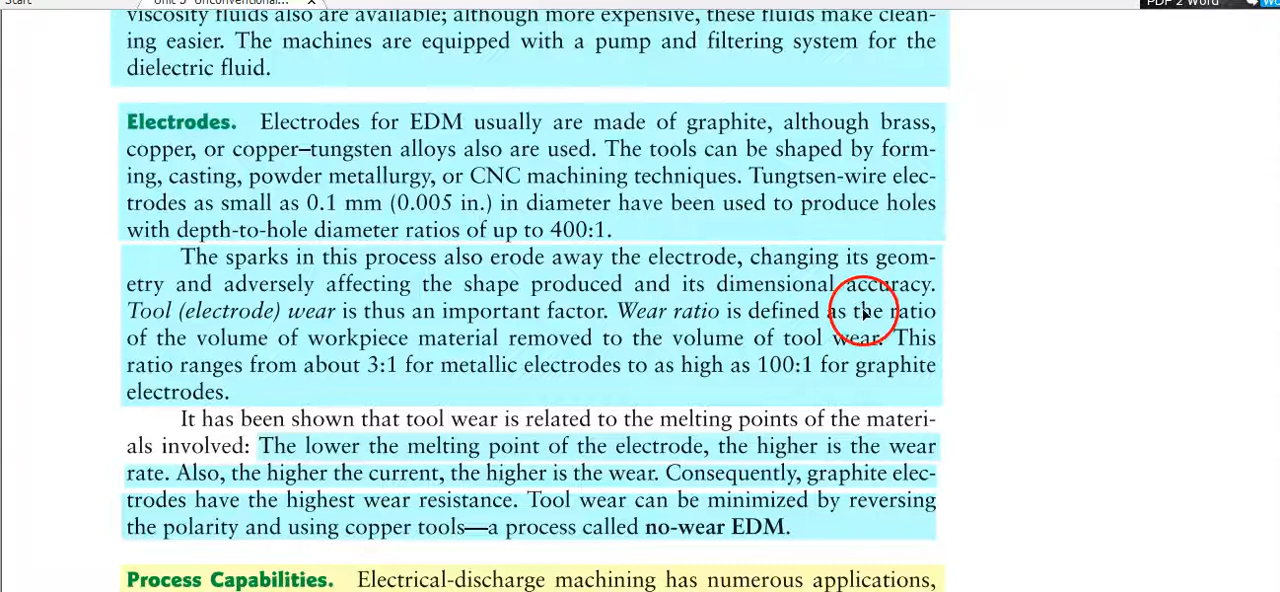 Start
Unit 5 -Unconventional...
PDF 2 Word
viscosity fluids also are available; although more expensive, these fluids make clean-
ing easier. The machines are equipped with a pump and filtering system for the
dielectric fluid.
Electrodes. Electrodes for EDM usually are made of graphite, although brass,
copper, or copper–tungsten alloys also are used. The tools can be shaped by form-
ing, casting, powder metallurgy, or CNC machining techniques. Tungtsen-wire elec-
trodes as small as 0.1 mm (0.005 in.) in diameter have been used to produce holes
with depth-to-hole diameter ratios of up to 400:1.
The sparks in this process also erode away the electrode, changing its geom-
etry and adversely affecting the shape produced and its dimensional accuracy.
Tool (electrode) wear is thus an important factor. Wear ratio is defined as the ratio
of the volume of workpiece material removed to the volume of tool wear. This
ratio ranges from about 3:1 for metallic electrodes to as high as 100:1 for graphite
electrodes.
It has been shown that tool wear is related to the melting points of the materi-
als involved: The lower the melting point of the electrode, the higher is the wear
rate. Also, the higher the current, the higher is the wear. Consequently, graphite elec-
trodes have the highest wear resistance. Tool wear can be minimized by reversing
the polarity and using copper tools—a process called no-wear EDM.
Process Capabilities. Electrical-discharge machining has numerous applications,